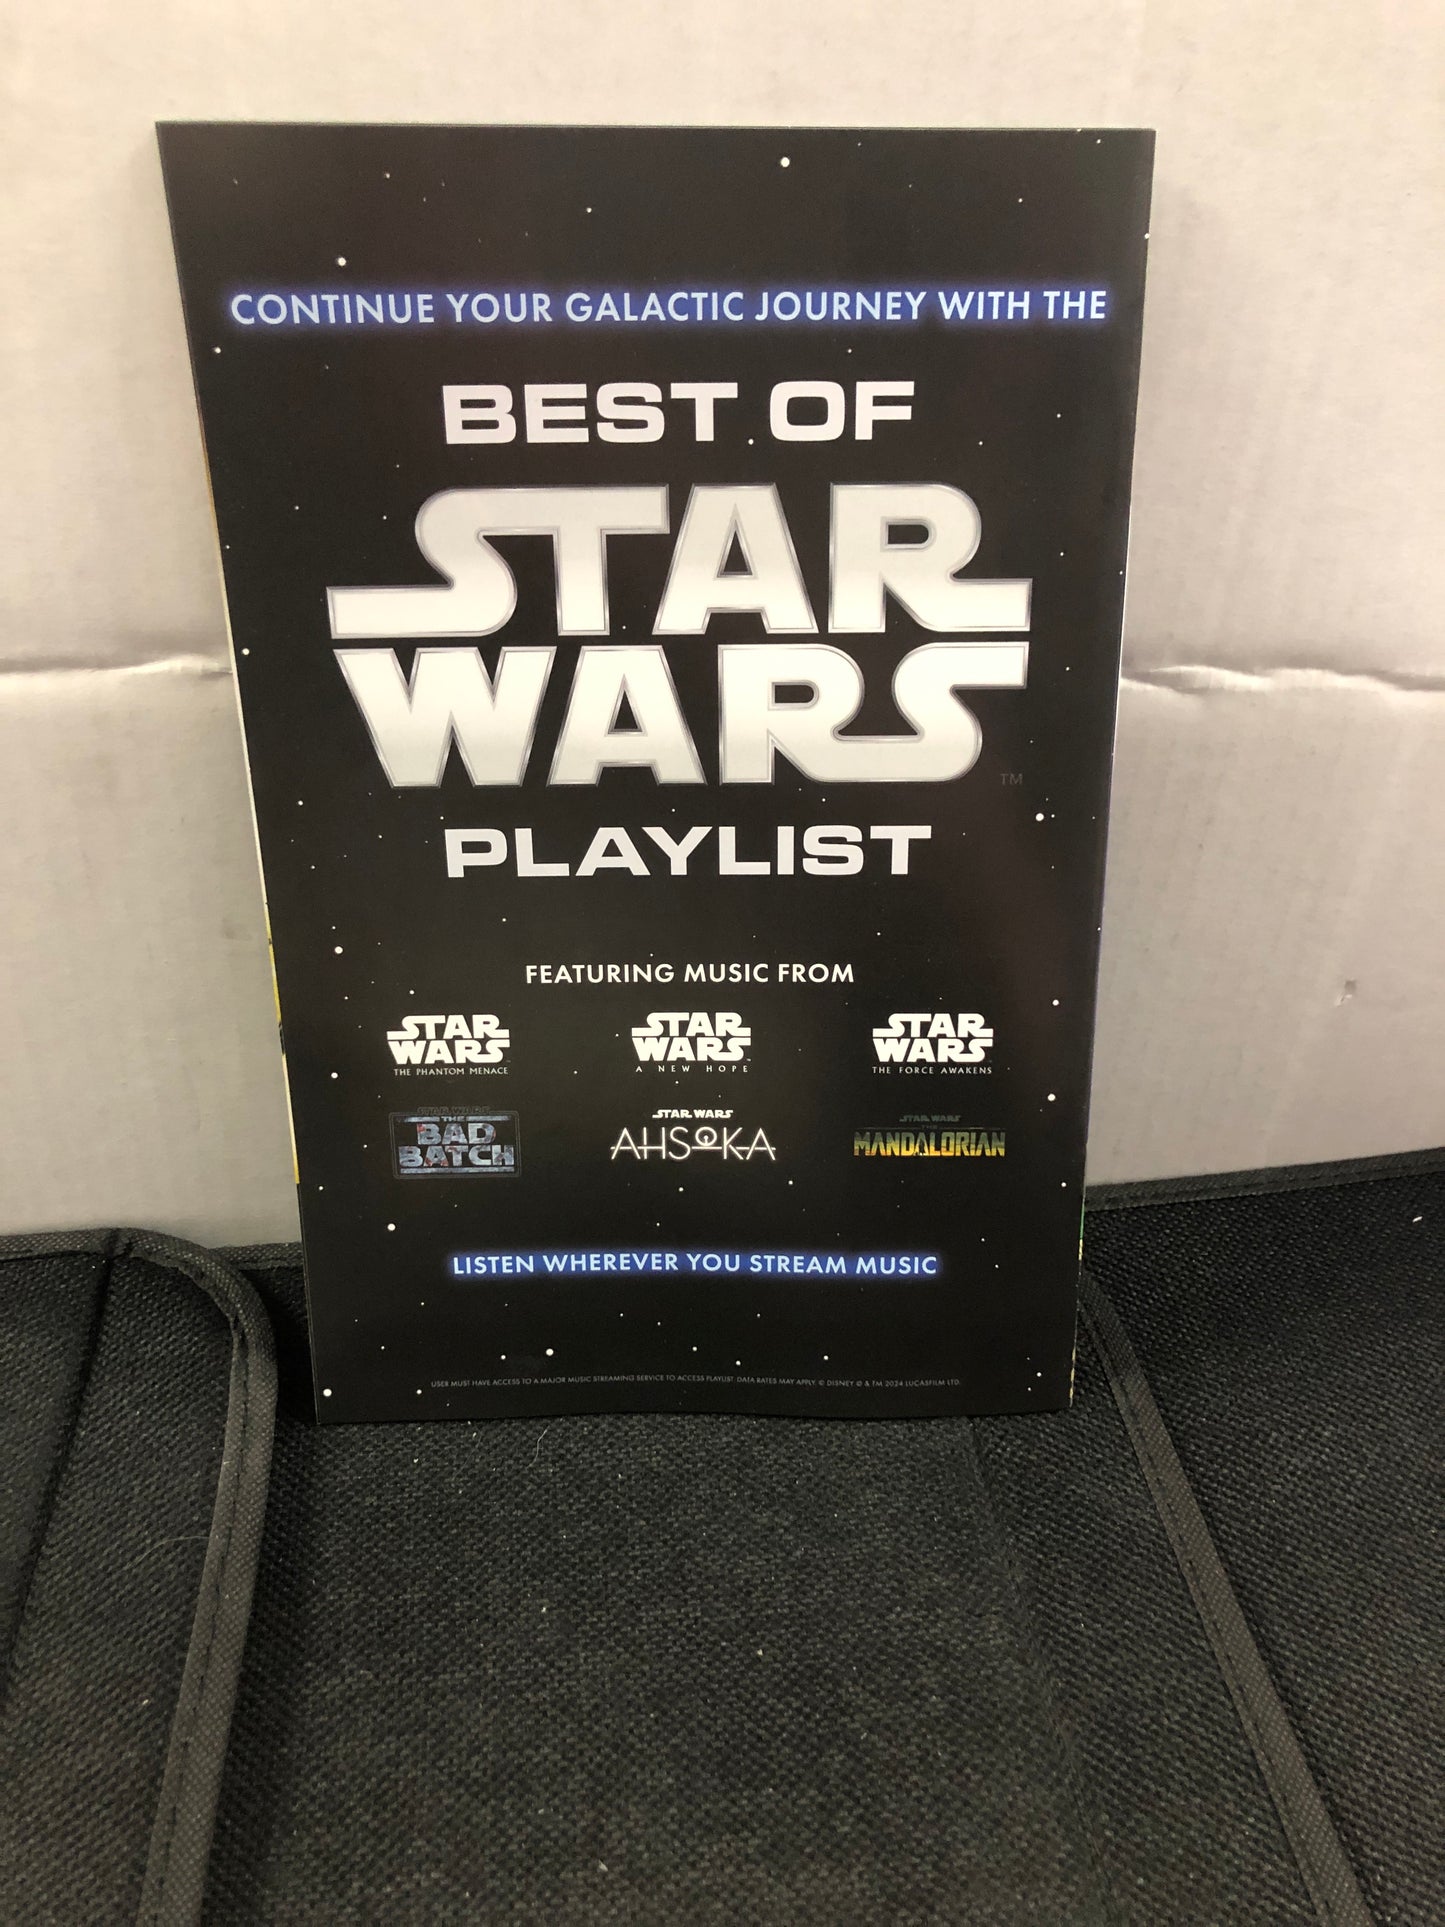 CONTINUE YOUR GALACTIC JOURNEY WITH THE
BEST OF
STAR
WARS
TM
PLAYLIST
FEATURING MUSIC FROM
STAR
WARS
THE PHANTOM MENACE
STAR
WARS
A NEW HOPE
STAR
WARS
THE FORCE AWAKENS
STAR WARS
THE
BAD
BATCH
STAR WARS
AHSOKA
STAR WARS
THE
MANDALORIAN
LISTEN WHEREVER YOU STREAM MUSIC
USER MUST HAVE ACCESS TO A MAJOR MUSIC STREAMING SERVICE TO ACCESS PLAYLIST. DATA RATES MAY APPLY. © DISNEY © & TM 2024 LUCASFILM LTD.